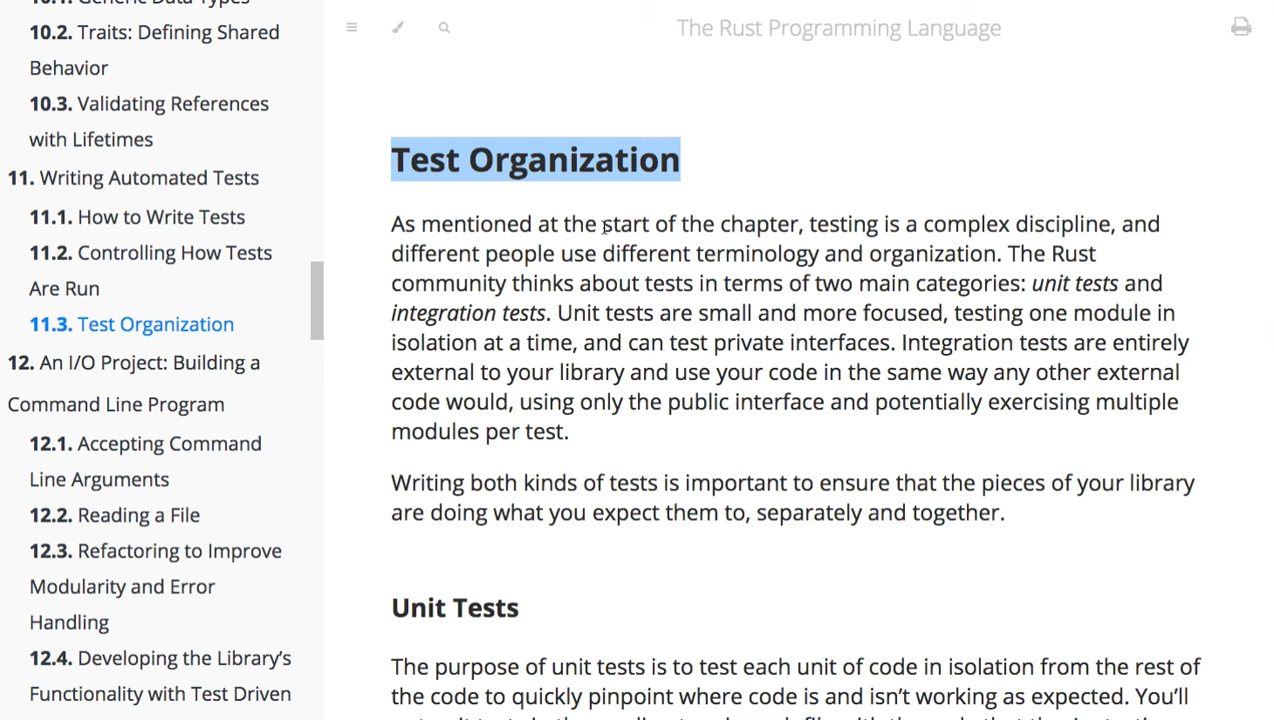 10.1. Generic Data Types
10.2. Traits: Defining Shared
Behavior
10.3. Validating References
with Lifetimes
11. Writing Automated Tests
11.1. How to Write Tests
11.2. Controlling How Tests
Are Run
11.3. Test Organization
12. An I/O Project: Building a
Command Line Program
12.1. Accepting Command
Line Arguments
12.2. Reading a File
12.3. Refactoring to Improve
Modularity and Error
Handling
12.4. Developing the Library’s
Functionality with Test Driven
The Rust Programming Language
Test Organization
As mentioned at the start of the chapter, testing is a complex discipline, and
different people use different terminology and organization. The Rust
community thinks about tests in terms of two main categories: unit tests and
integration tests. Unit tests are small and more focused, testing one module in
isolation at a time, and can test private interfaces. Integration tests are entirely
external to your library and use your code in the same way any other external
code would, using only the public interface and potentially exercising multiple
modules per test.
Writing both kinds of tests is important to ensure that the pieces of your library
are doing what you expect them to, separately and together.
Unit Tests
The purpose of unit tests is to test each unit of code in isolation from the rest of
the code to quickly pinpoint where code is and isn’t working as expected. You’ll